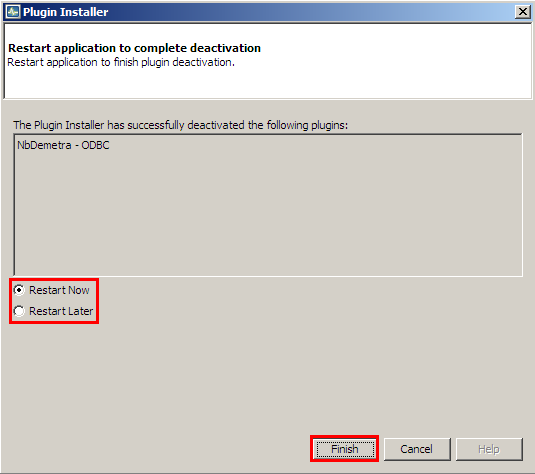 Plugin Installer
Restart application to complete deactivation
Restart application to finish plugin deactivation.
The Plugin Installer has successfully deactivated the following plugins:
NbDemetra - ODBC
Restart Now
Restart Later
Finish
Cancel
Help